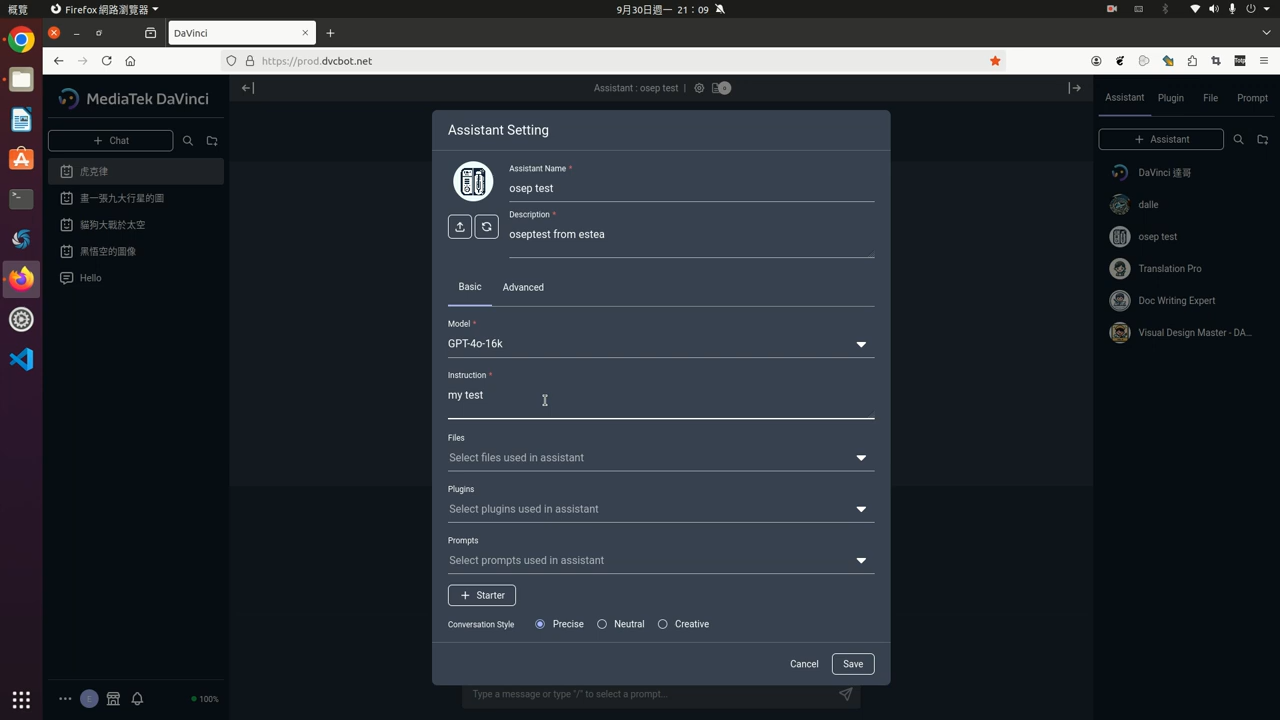 概覽
Firefox 網路瀏覽器
9月30日週一 21：09
DaVinci
https://prod.dvcbot.net
MediaTek DaVinci
Chat
虎克律
畫一張九大行星的圖
貓狗大戰於太空
黑悟空的圖像
Hello
E
100%
Assistant : osep test
Assistant Setting
Assistant Name *
osep test
Description *
oseptest from estea
Basic
Advanced
Model *
GPT-4o-16k
Instruction *
my test
Files
Select files used in assistant
Plugins
Select plugins used in assistant
Prompts
Select prompts used in assistant
+ Starter
Conversation Style
Precise
Neutral
Creative
Cancel
Save
Type a message or type "/" to select a prompt...
Assistant
Plugin
File
Prompt
+ Assistant
DaVinci 達哥
dalle
osep test
Translation Pro
Doc Writing Expert
Visual Design Master - DA...